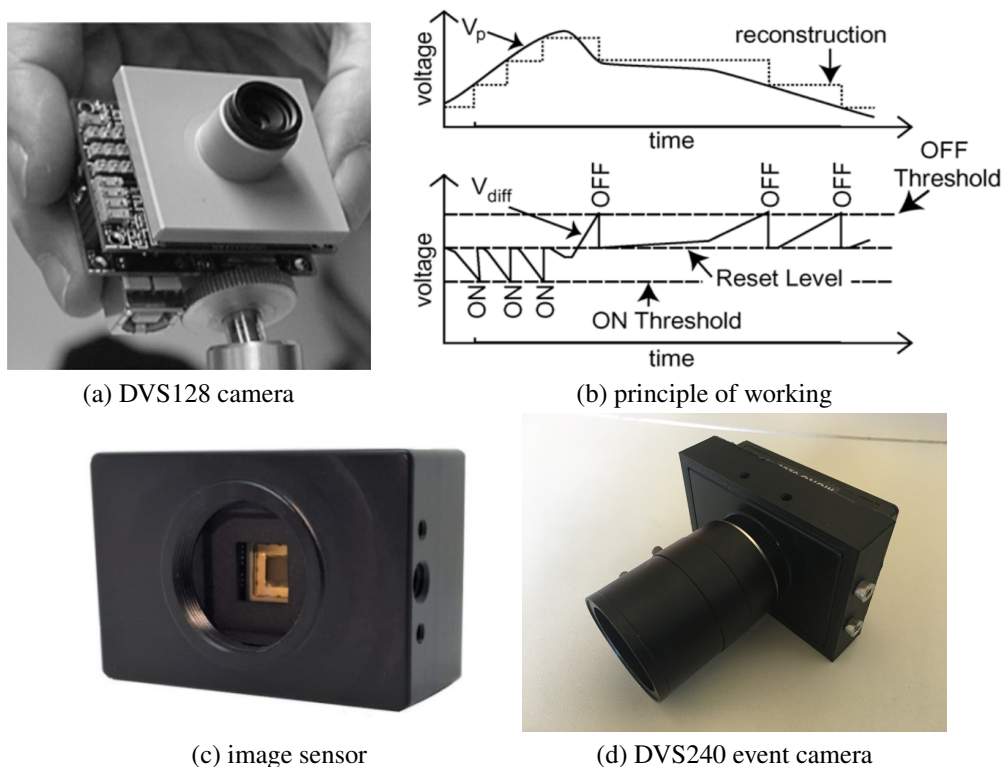 V_p
reconstruction
voltage
time
V_diff
OFF
OFF
OFF
OFF
Threshold
voltage
Reset Level
ON
ON
ON
ON Threshold
time
(a) DVS128 camera
(b) principle of working
(c) image sensor
(d) DVS240 event camera